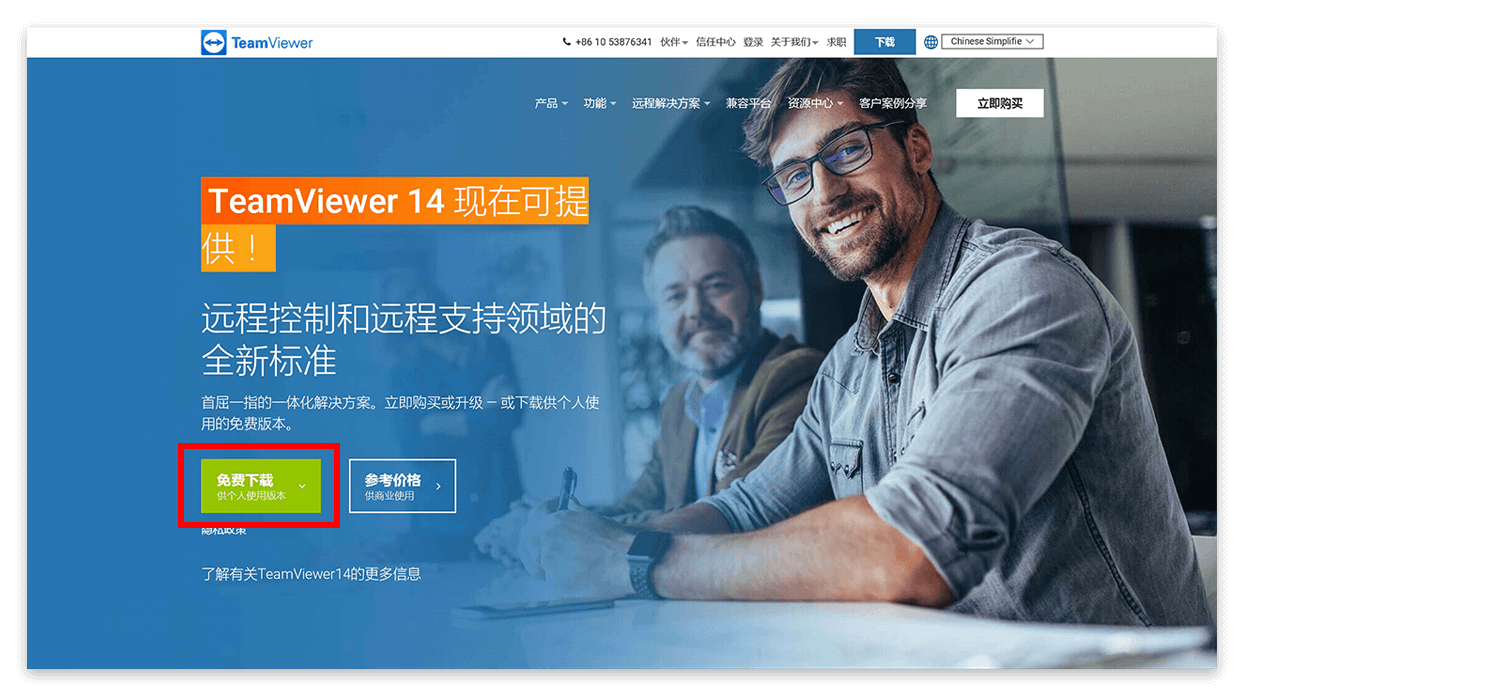 TeamViewer
+86 10 53876341 伙伴 信任中心 登录 关于我们 求职 下载 Chinese Simplifie
产品 功能 远程解决方案 兼容平台 资源中心 客户案例分享 立即购买
TeamViewer 14 现在可提
供！
远程控制和远程支持领域的
全新标准
首屈一指的一体化解决方案。立即购买或升级 – 或下载供个人使
用的免费版本。
免费下载
供个人使用版本
参考价格
供商业使用
隐私政策
了解有关TeamViewer14的更多信息